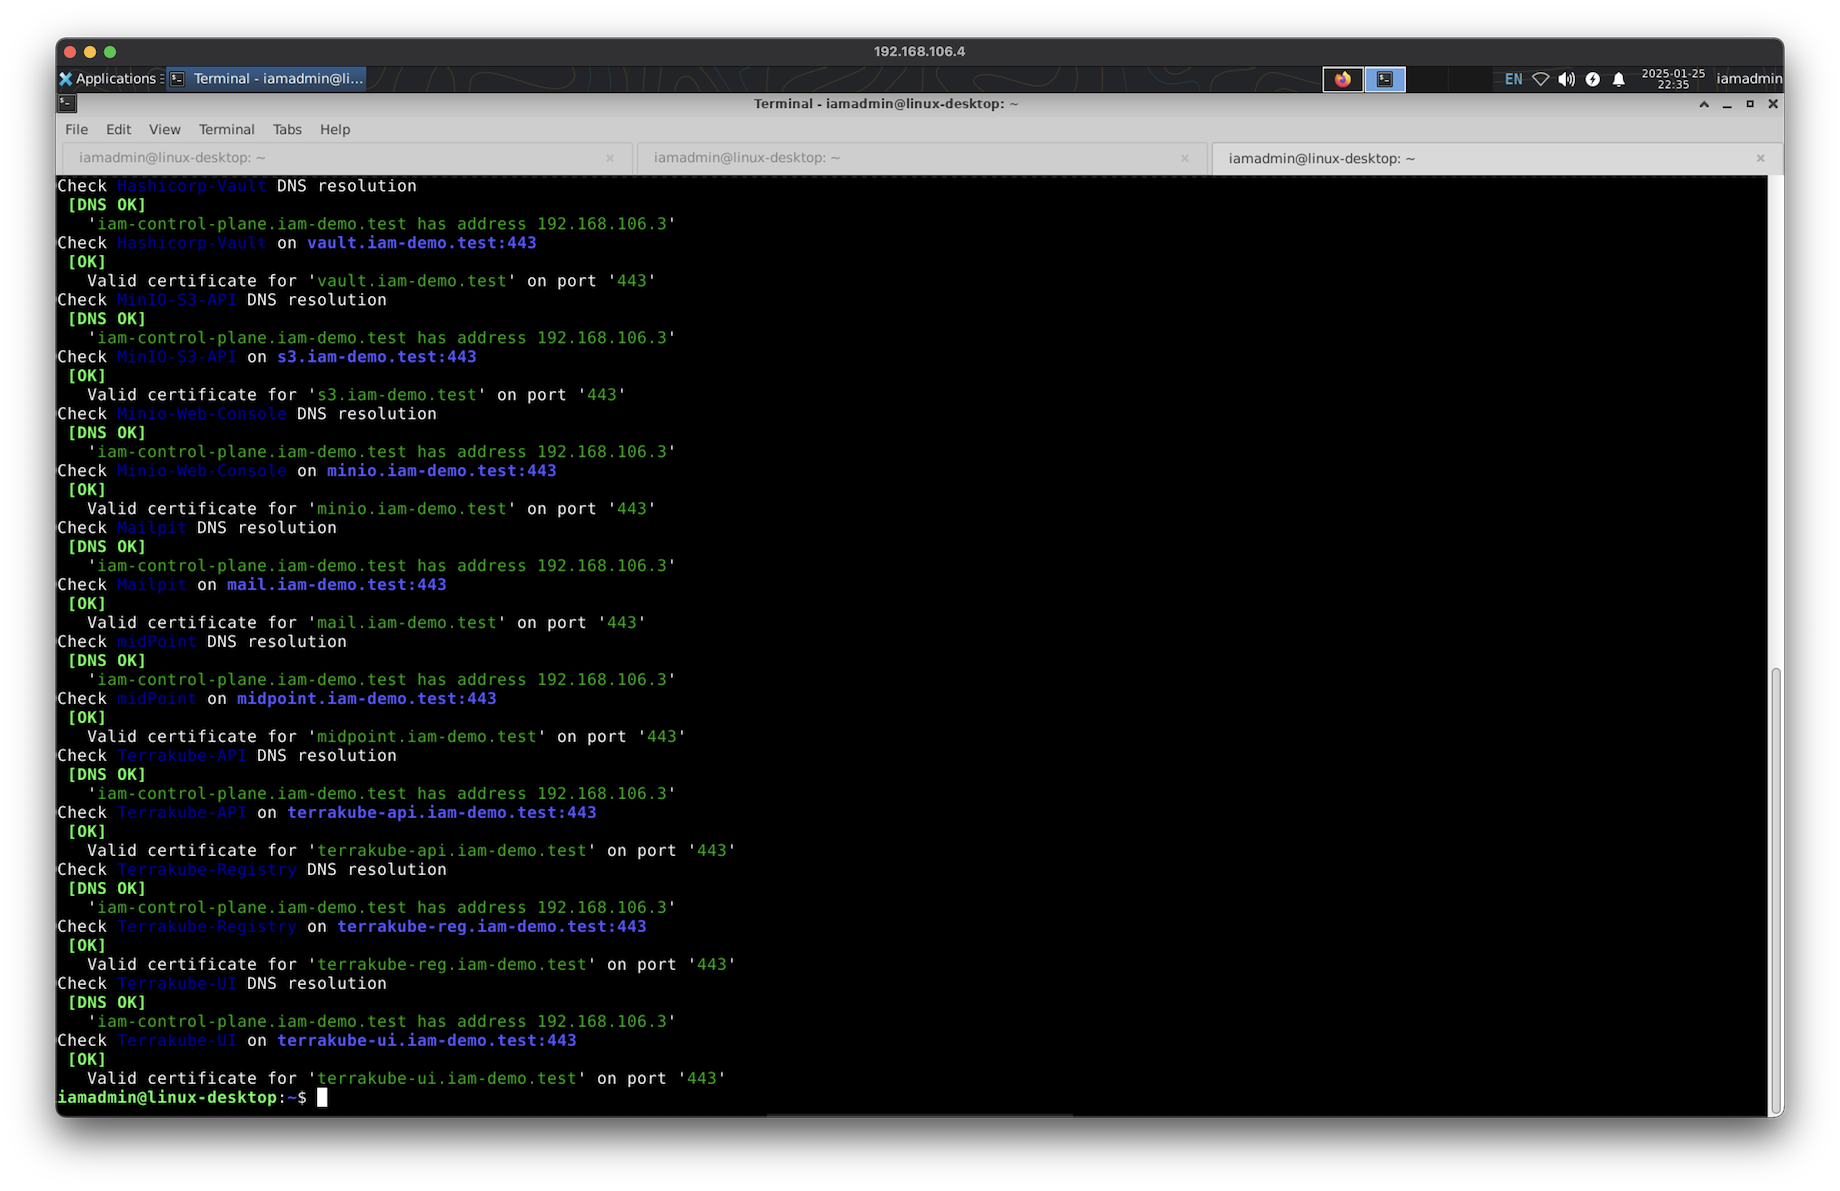 192.168.106.4
Applications Terminal - iamadmin@li... EN 2025-01-25 22:35 iamadmin
Terminal - iamadmin@linux-desktop: ~
File Edit View Terminal Tabs Help
iamadmin@linux-desktop: ~ iamadmin@linux-desktop: ~ iamadmin@linux-desktop: ~
Check Hashicorp-Vault DNS resolution
[DNS OK]
'iam-control-plane.iam-demo.test has address 192.168.106.3'
Check Hashicorp-Vault on vault.iam-demo.test:443
[OK]
Valid certificate for 'vault.iam-demo.test' on port '443'
Check MinIO-S3-API DNS resolution
[DNS OK]
'iam-control-plane.iam-demo.test has address 192.168.106.3'
Check MinIO-S3-API on s3.iam-demo.test:443
[OK]
Valid certificate for 's3.iam-demo.test' on port '443'
Check Minio-Web-Console DNS resolution
[DNS OK]
'iam-control-plane.iam-demo.test has address 192.168.106.3'
Check Minio-Web-Console on minio.iam-demo.test:443
[OK]
Valid certificate for 'minio.iam-demo.test' on port '443'
Check Mailpit DNS resolution
[DNS OK]
'iam-control-plane.iam-demo.test has address 192.168.106.3'
Check Mailpit on mail.iam-demo.test:443
[OK]
Valid certificate for 'mail.iam-demo.test' on port '443'
Check midPoint DNS resolution
[DNS OK]
'iam-control-plane.iam-demo.test has address 192.168.106.3'
Check midPoint on midpoint.iam-demo.test:443
[OK]
Valid certificate for 'midpoint.iam-demo.test' on port '443'
Check Terrakube-API DNS resolution
[DNS OK]
'iam-control-plane.iam-demo.test has address 192.168.106.3'
Check Terrakube-API on terrakube-api.iam-demo.test:443
[OK]
Valid certificate for 'terrakube-api.iam-demo.test' on port '443'
Check Terrakube-Registry DNS resolution
[DNS OK]
'iam-control-plane.iam-demo.test has address 192.168.106.3'
Check Terrakube-Registry on terrakube-reg.iam-demo.test:443
[OK]
Valid certificate for 'terrakube-reg.iam-demo.test' on port '443'
Check Terrakube-UI DNS resolution
[DNS OK]
'iam-control-plane.iam-demo.test has address 192.168.106.3'
Check Terrakube-UI on terrakube-ui.iam-demo.test:443
[OK]
Valid certificate for 'terrakube-ui.iam-demo.test' on port '443'
iamadmin@linux-desktop:~$